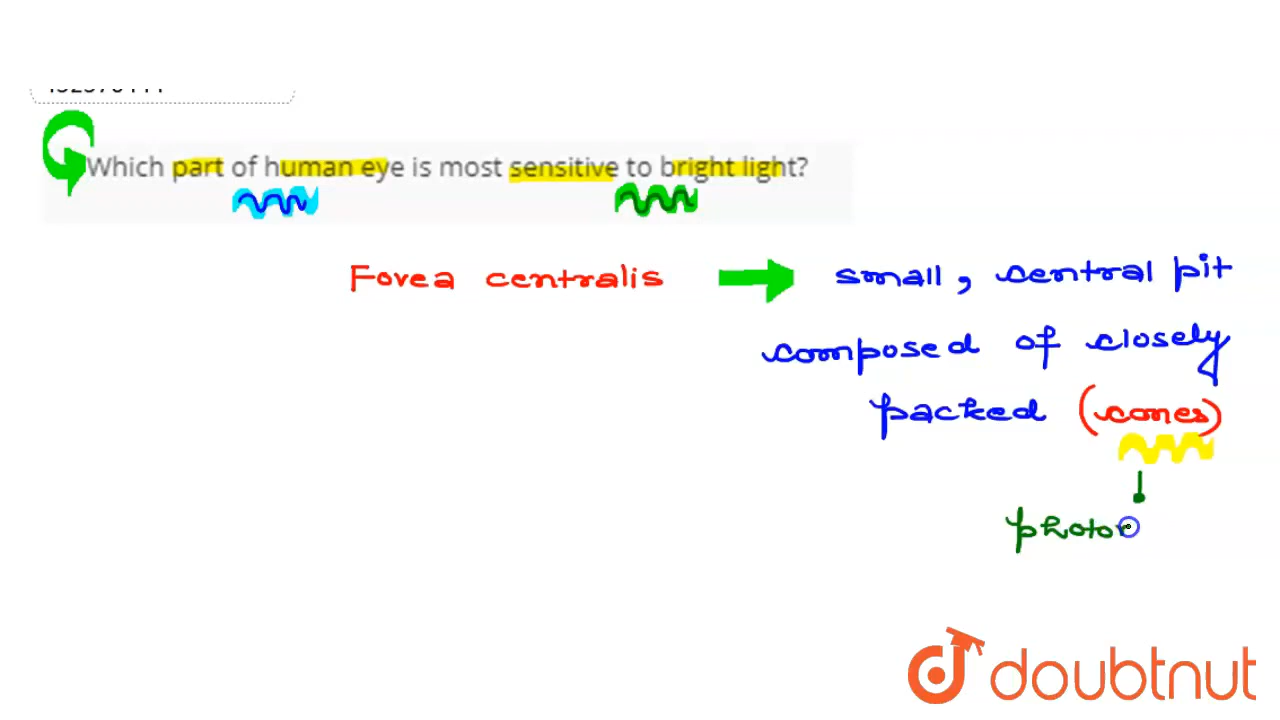 Which part of human eye is most sensitive to bright light?
Fovea centralis → small, central pit
composed of closely
packed (cones)
photor
doubtnut